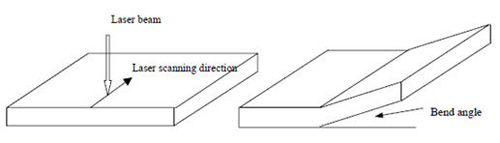 Laser beam
Laser scanning direction
Bend angle